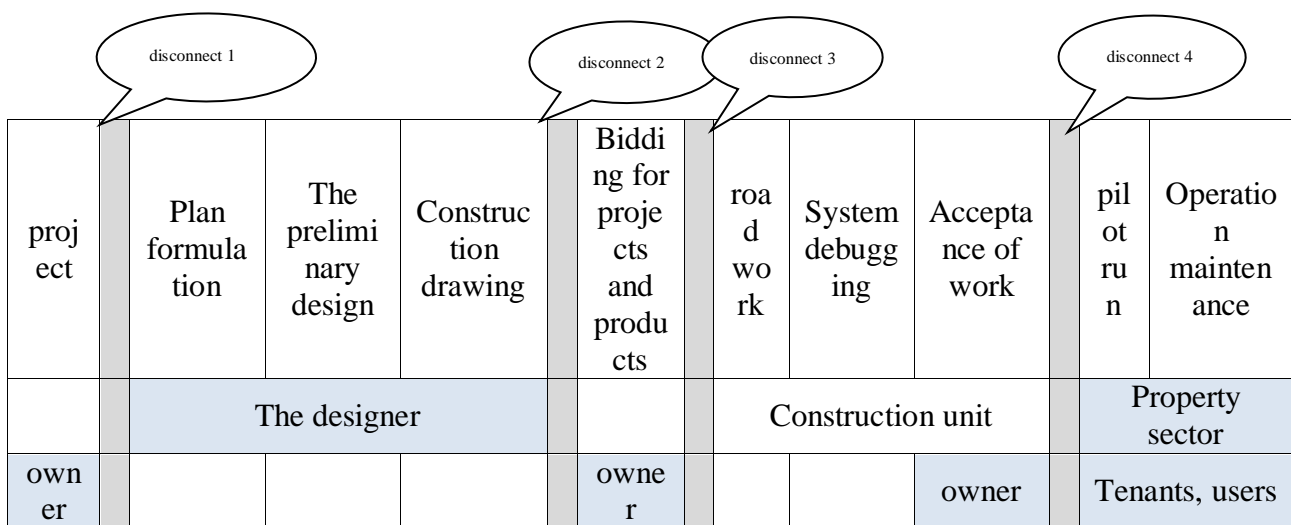 disconnect 1
disconnect 2
disconnect 3
disconnect 4
proj
ect
Plan
formula
tion
The
prelimi
nary
design
Construc
tion
drawing
Biddi
ng for
proje
cts
and
produ
cts
roa
d
wo
rk
System
debugg
ing
Accepta
nce of
work
pil
ot
ru
n
Operatio
n
mainten
ance
The designer
Construction unit
Property
sector
own
er
owne
r
owner
Tenants, users